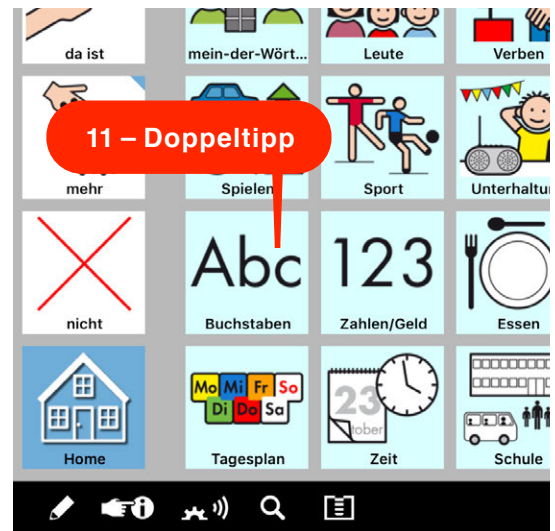 da ist
mein-der-Wört...
Leute
Verben
11 – Doppeltipp
mehr
Spielen
Sport
Unterhaltu
Abc
123
nicht
Buchstaben
Zahlen/Geld
Essen
Mo Mi Fr So
Di Do Sa
23
tober
Home
Tagesplan
Zeit
Schule